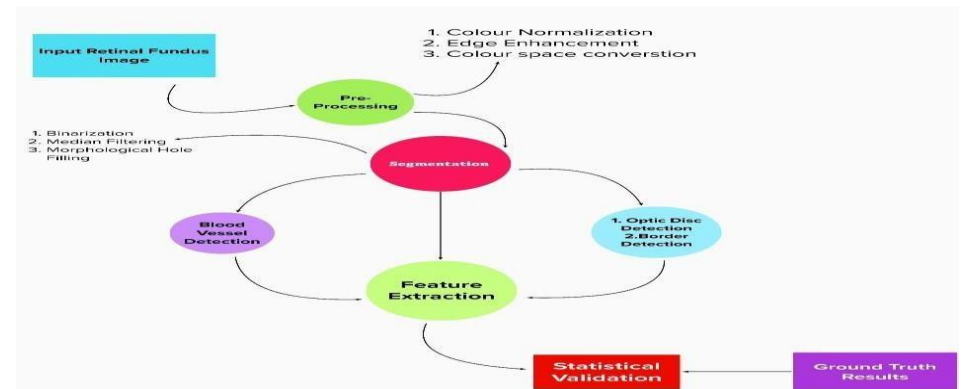 Input Retinal Fundus
Image
1. Colour Normalization
2. Edge Enhancement
3. Colour space converstion
Pre-
Processing
1. Binarization
2. Median Filtering
3. Morphological Hole
Filling
Segmentation
Blood
Vessel
Detection
1. Optic Disc
Detection
2.Border
Detection
Feature
Extraction
Statistical
Validation
Ground Truth
Results